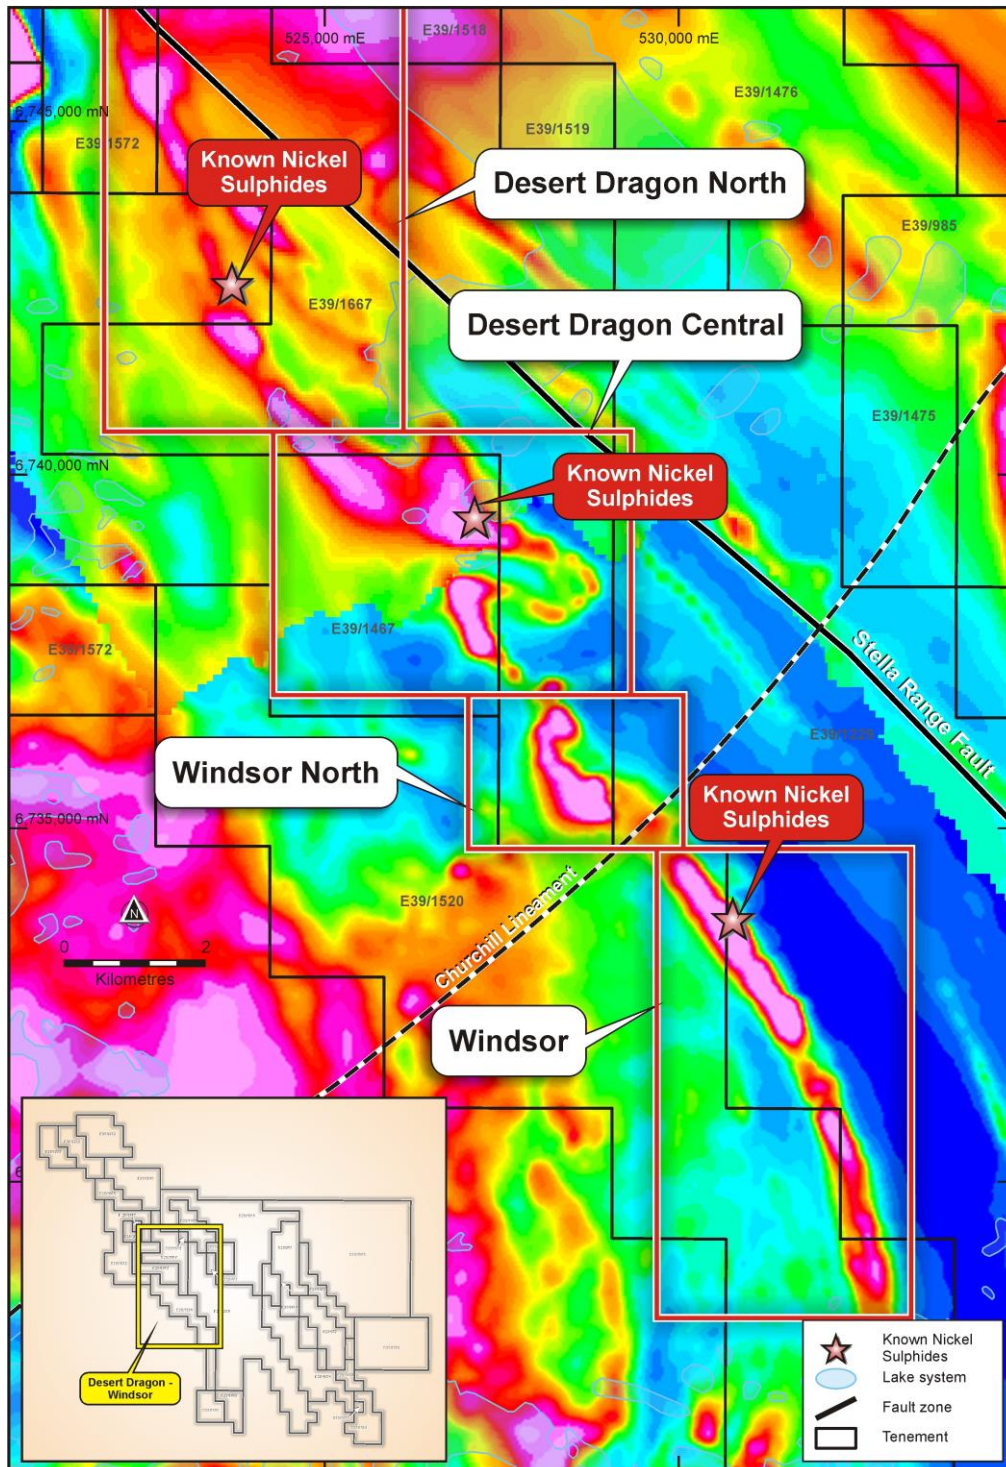 525,000 mE
E39/1518
530,000 mE
E39/1476
6,745,000 mN
E39/1519
E39/1572
Known Nickel
Sulphides
Desert Dragon North
E39/985
E39/1667
Desert Dragon Central
E39/1475
6,740,000 mN
Known Nickel
Sulphides
E39/1467
E39/1572
Stella Range Fault
Windsor North
Known Nickel
Sulphides
6,735,000 mN
E39/1520
N
0 2
Kilometres
Churchill Lineament
Windsor
Desert Dragon -
Windsor
Known Nickel
Sulphides
Lake system
Fault zone
Tenement